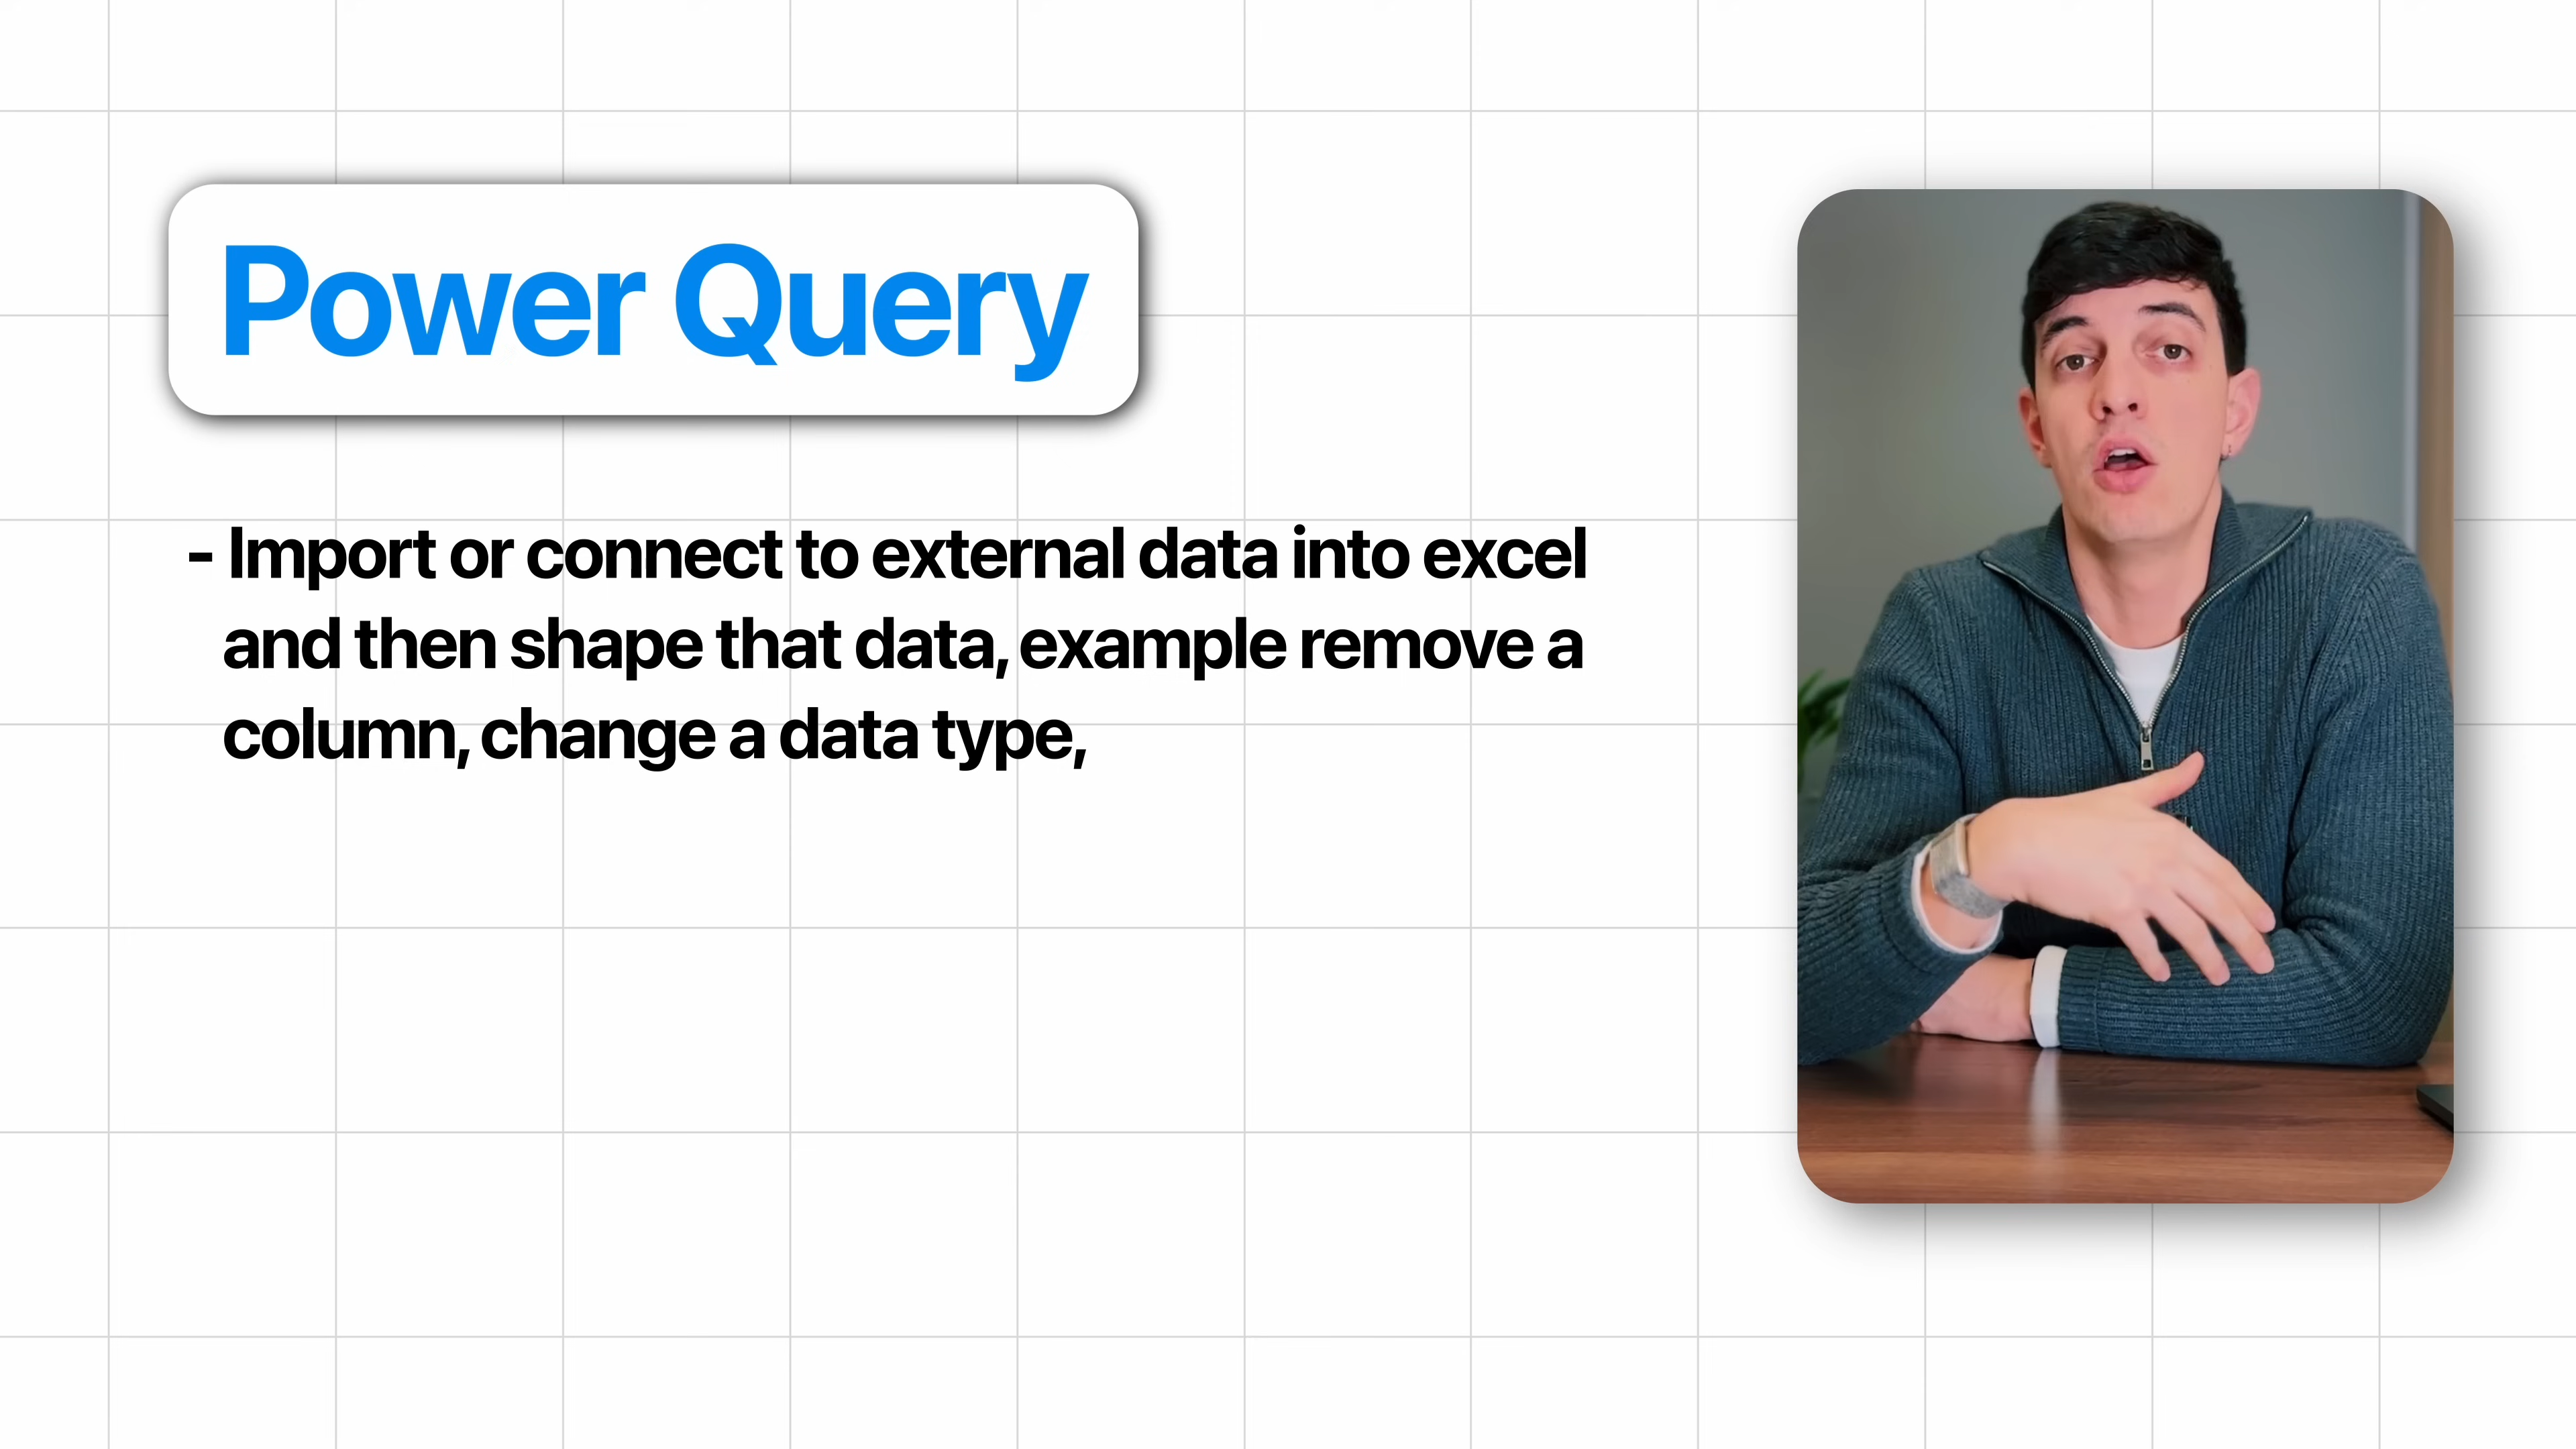 Power Query
- Import or connect to external data into excel
and then shape that data, example remove a
column, change a data type,